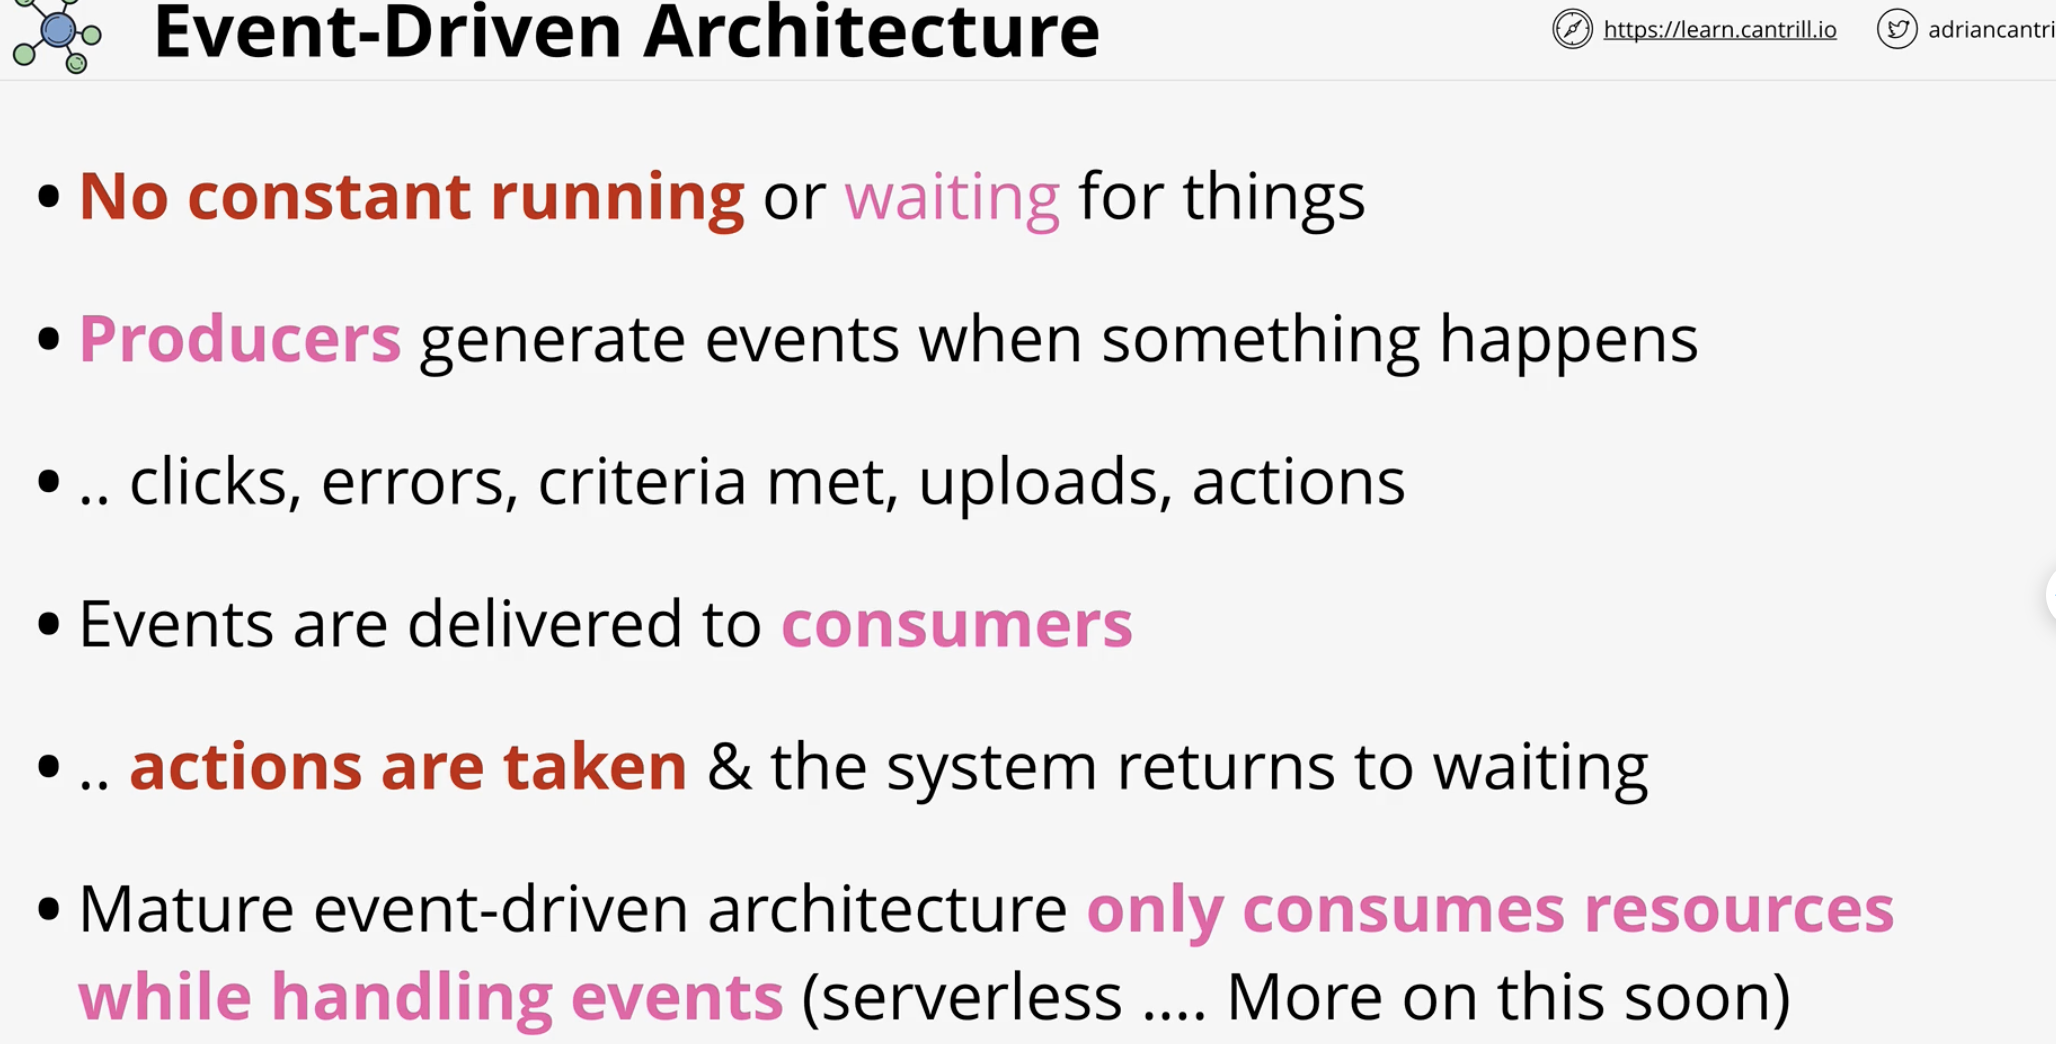 Event-Driven Architecture
https://learn.cantrill.io
adriancantri
• No constant running or waiting for things
• Producers generate events when something happens
• .. clicks, errors, criteria met, uploads, actions
• Events are delivered to consumers
• .. actions are taken & the system returns to waiting
• Mature event-driven architecture only consumes resources
while handling events (serverless .... More on this soon)